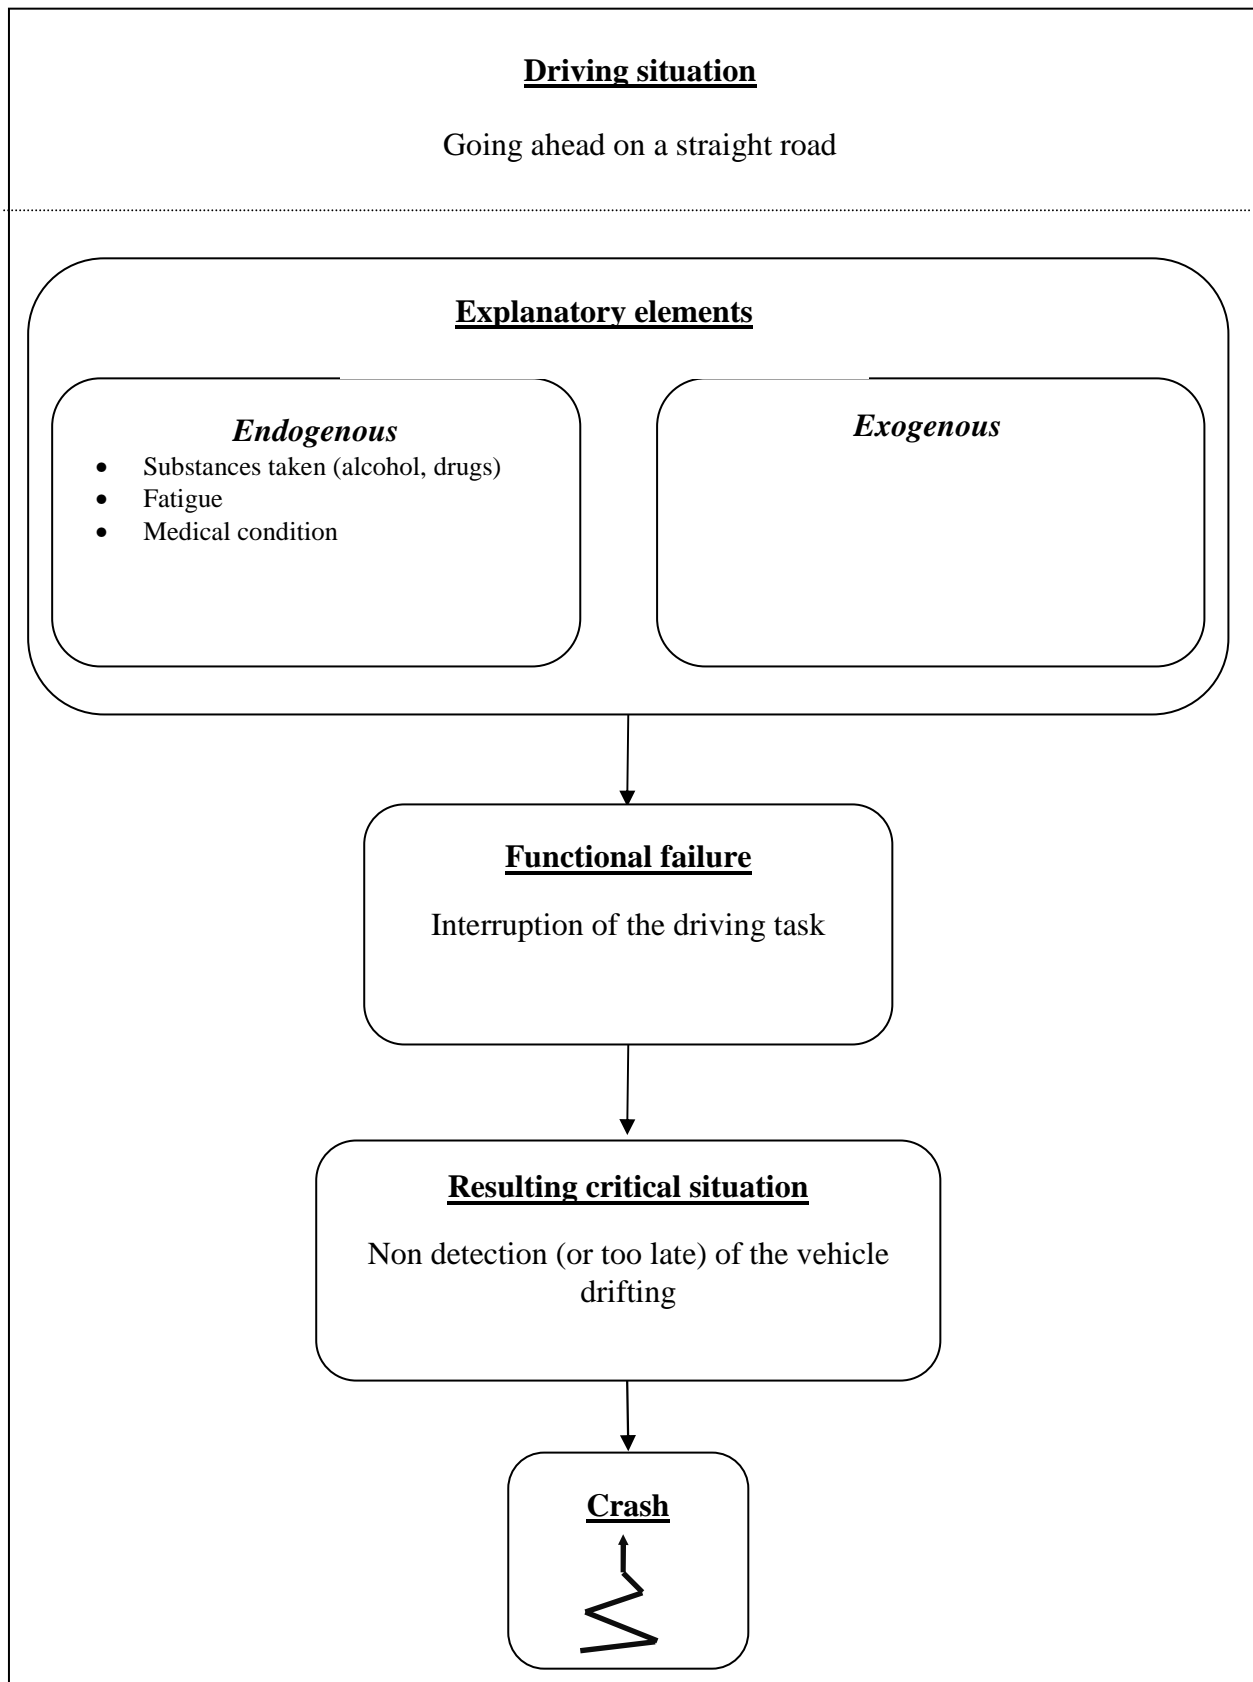 Driving situation
Going ahead on a straight road
Explanatory elements
Endogenous
• Substances taken (alcohol, drugs)
• Fatigue
• Medical condition
Exogenous
Functional failure
Interruption of the driving task
Resulting critical situation
Non detection (or too late) of the vehicle
drifting
Crash